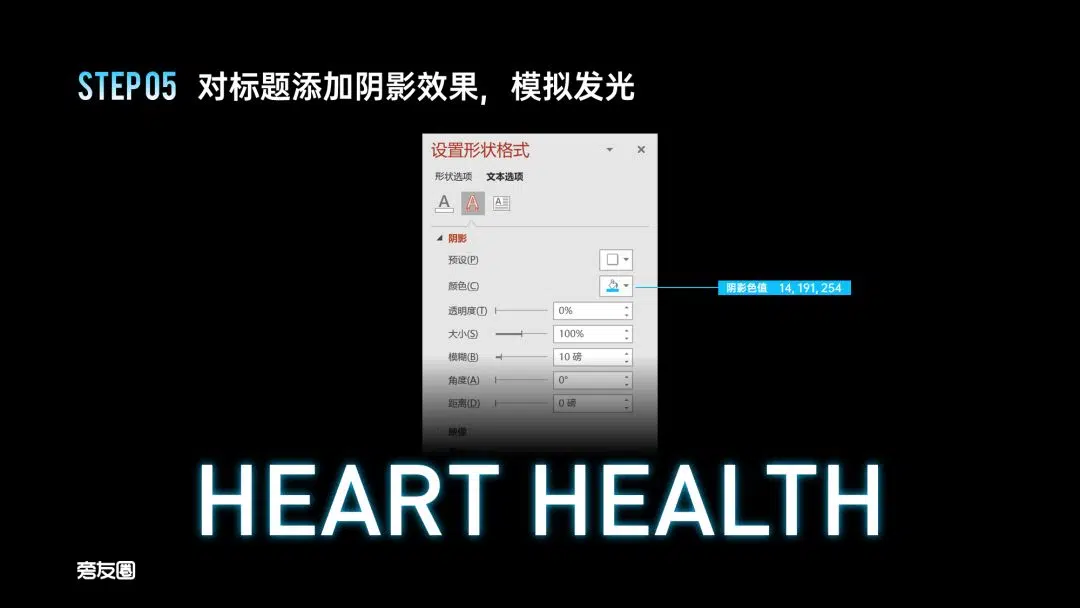 STEP 05 对标题添加阴影效果，模拟发光
设置形状格式
形状选项 文本选项
阴影
预设(P)
颜色(C)
阴影色值 14, 191, 254
透明度(T) 0%
大小(S) 100%
模糊(B) 10 磅
角度(A) 0°
距离(D) 0 磅
映像
HEART HEALTH
旁友圈